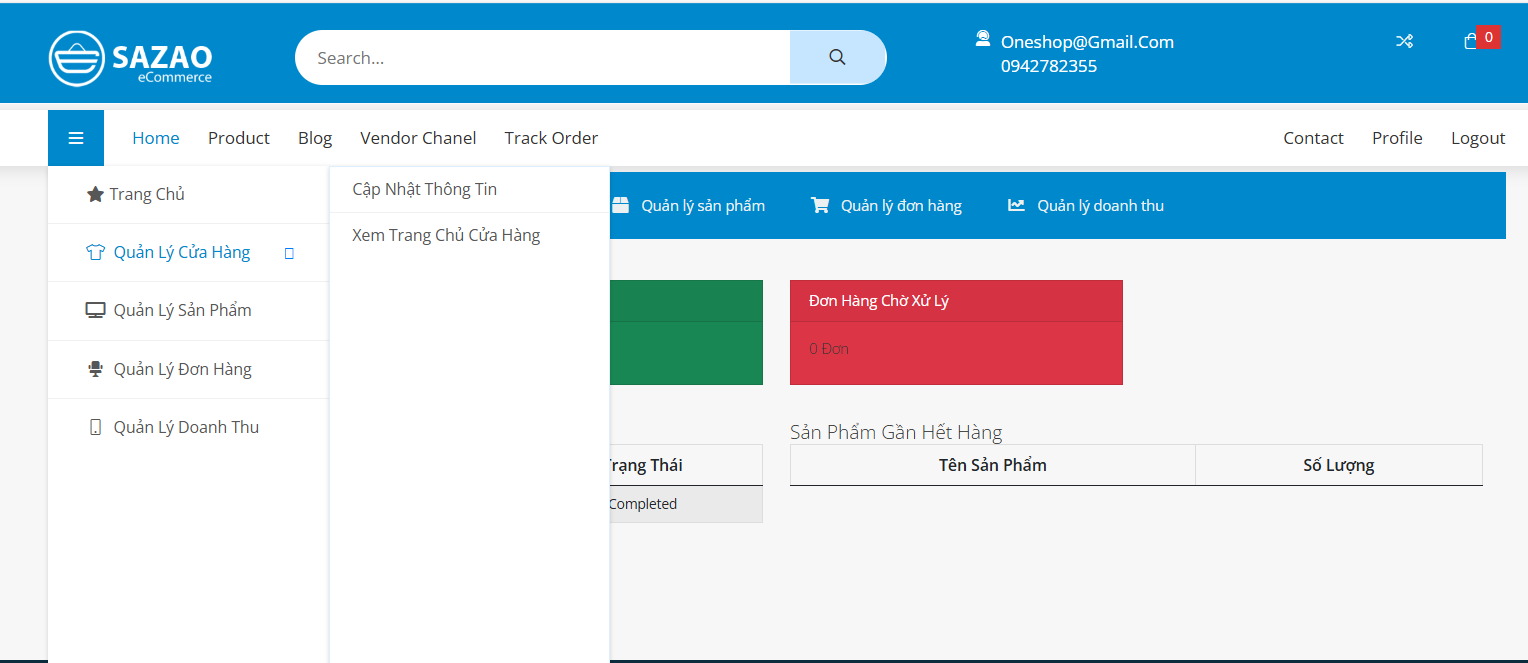 SAZAO
eCommerce
Search...
Oneshop@Gmail.Com
0942782355
0
Home Product Blog Vendor Chanel Track Order Contact Profile Logout
Trang Chủ
Quản Lý Cửa Hàng
Quản Lý Sản Phẩm
Quản Lý Đơn Hàng
Quản Lý Doanh Thu
Cập Nhật Thông Tin
Xem Trang Chủ Cửa Hàng
Quản lý sản phẩm Quản lý đơn hàng Quản lý doanh thu
Đơn Hàng Chờ Xử Lý
0 Đơn
Sản Phẩm Gần Hết Hàng
Trạng Thái
Completed
Tên Sản Phẩm Số Lượng